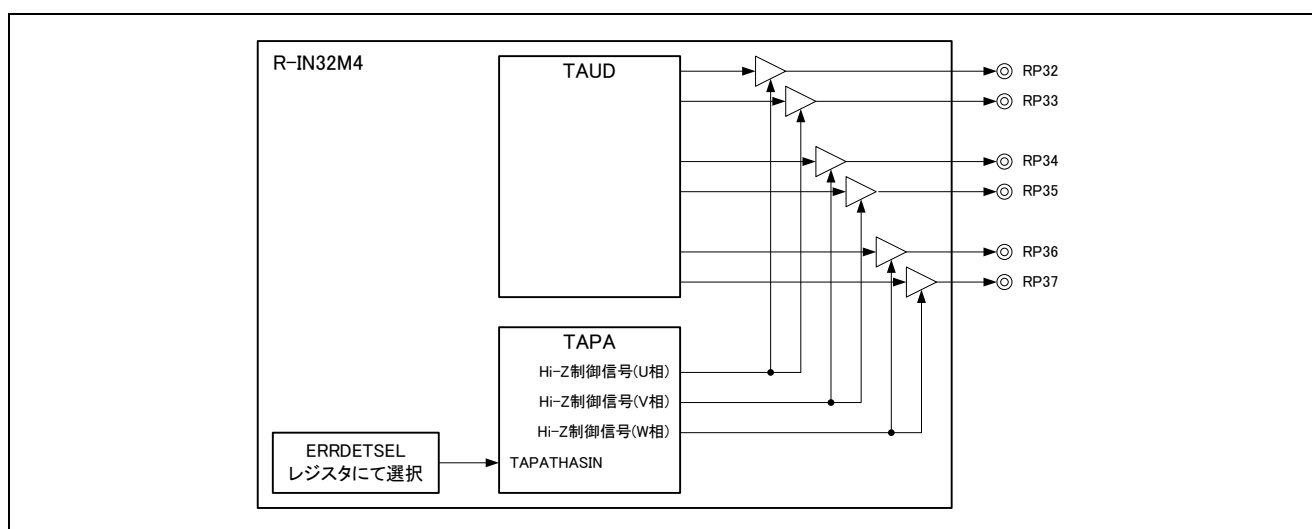 R-IN32M4
TAUD
RP32
RP33
RP34
RP35
RP36
RP37
TAPA
Hi-Z制御信号(U相)
Hi-Z制御信号(V相)
Hi-Z制御信号(W相)
TAPATHASIN
ERRDETSEL
レジスタにて選択